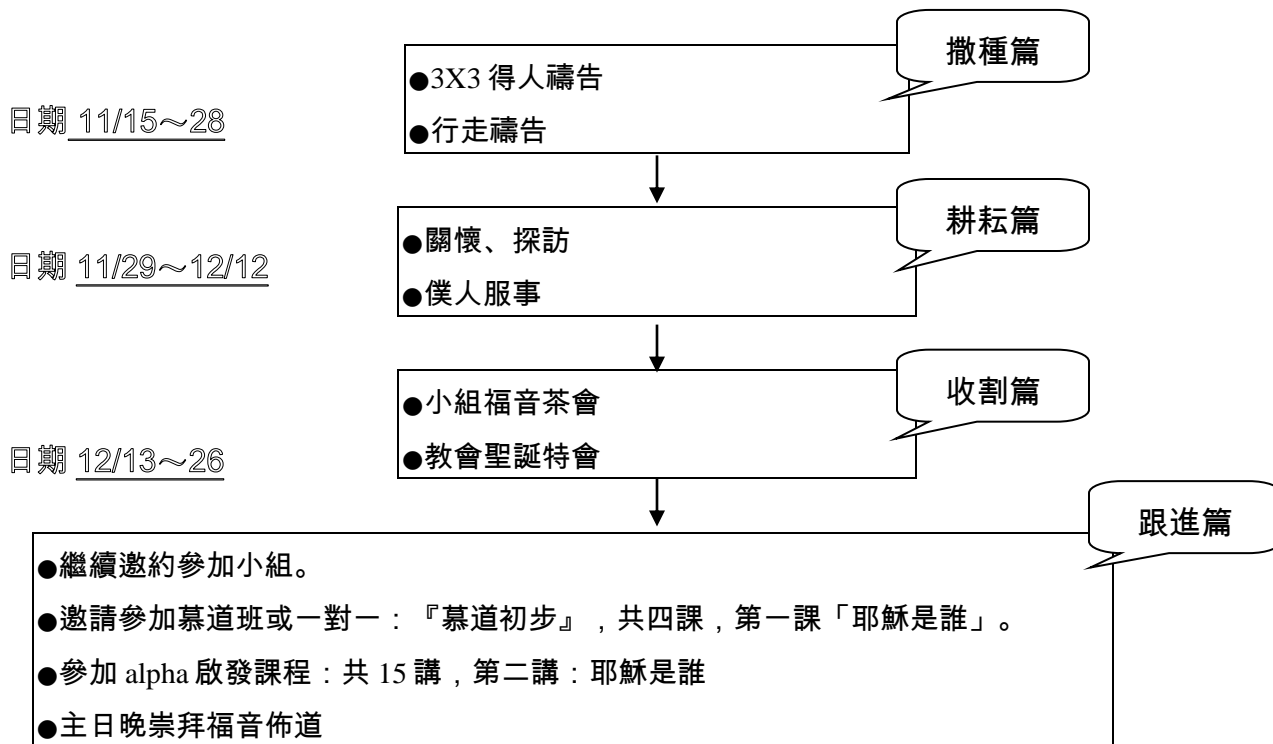 撒種篇
●3X3 得人禱告
日期 11/15～28
●行走禱告
耕耘篇
●關懷、探訪
日期 11/29～12/12
●僕人服事
收割篇
●小組福音茶會
日期 12/13～26
●教會聖誕特會
跟進篇
●繼續邀約參加小組。
●邀請參加慕道班或一對一：『慕道初步』，共四課，第一課「耶穌是誰」。
●參加 alpha 啟發課程：共 15 講，第二講：耶穌是誰
●主日晚崇拜福音佈道